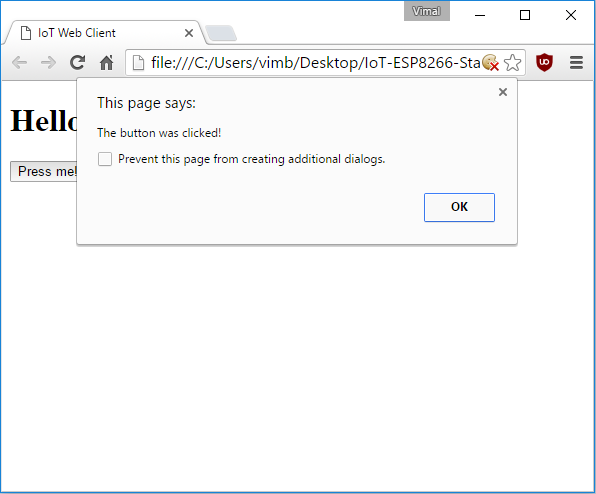 Vimal
IoT Web Client
file:///C:/Users/vimb/Desktop/IoT-ESP8266-Sta
Hello
Press me!
This page says:
The button was clicked!
Prevent this page from creating additional dialogs.
OK